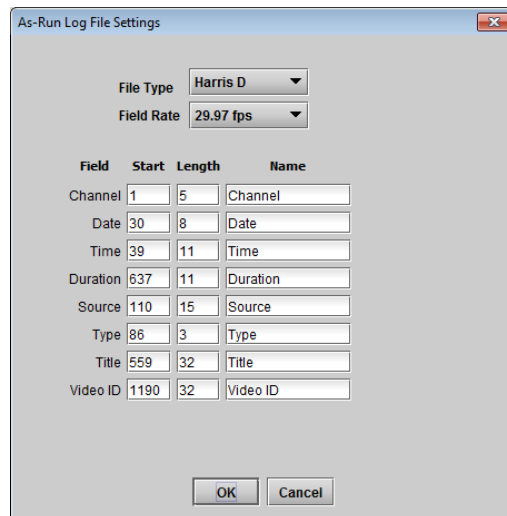 As-Run Log File Settings
File Type Harris D
Field Rate 29.97 fps
Field Start Length Name
Channel 1 5 Channel
Date 30 8 Date
Time 39 11 Time
Duration 637 11 Duration
Source 110 15 Source
Type 86 3 Type
Title 559 32 Title
Video ID 1190 32 Video ID
OK Cancel